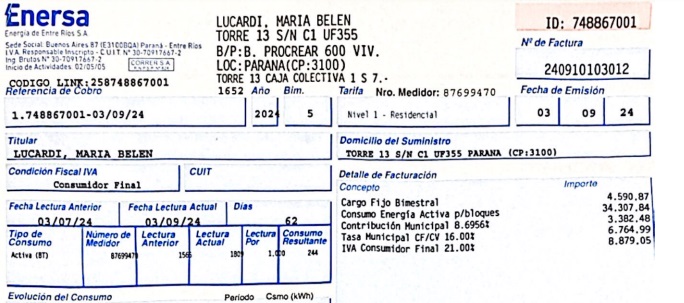 Enersa
Energía de Entre Ríos S.A.
Sede Social: Buenos Aires 87 (E3100BQA) Paraná - Entre Ríos
I.V.A. Responsable Inscripto - C.U.I.T. Nº 30-70917667-2
Ing. Brutos Nº 30-70917667-2
Inicio de Actividades: 02/05/05
CORREN S.A.
CODIGO LINK:258748867001
LUCARDI, MARIA BELEN
TORRE 13 S/N C1 UF355
B/P:B. PROCREAR 600 VIV.
LOC:PARANA(CP:3100)
TORRE 13 CAJA COLECTIVA 1 S 7.-
ID: 748867001
Nº de Factura
240910103012
Referencia de Cobro
1652 Año Bim.
Tarifa Nro. Medidor: 87699470
Fecha de Emisión
1.748867001-03/09/24
2024 5
Nivel 1 - Residencial
03 09 24
Titular
LUCARDI, MARIA BELEN
Domicilio del Suministro
TORRE 13 S/N C1 UF355 PARANA (CP:3100)
Condición Fiscal IVA
CUIT
Consumidor Final
Detalle de Facturación
Concepto Importe
Cargo Fijo Bimestral 4.590,87
Consumo Energía Activa p/bloques 34.307,84
Contribución Municipal 8.6956% 3.382,48
Tasa Municipal CF/CV 16.00% 6.764,99
IVA Consumidor Final 21.00% 8.879,05
Fecha Lectura Anterior Fecha Lectura Actual Días
03/07/24 03/09/24 62
Tipo de Consumo Número de Medidor Lectura Anterior Lectura Actual Lectura Por Consumo Resultante
Activa (BT) 87699470 1565 1809 1.000 244
Evolución del Consumo Período Csmo (kWh)